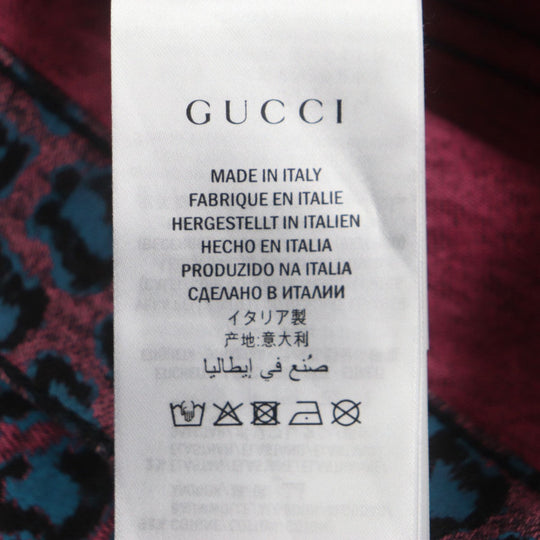 GUCCI
MADE IN ITALY
FABRIQUE EN ITALIE
HERGESTELLT IN ITALIEN
HECHO EN ITALIA
PRODUZIDO NA ITALIA
СДЕЛАНО В ИТАЛИИ
イタリア製
产地:意大利
صُنع في إيطاليا